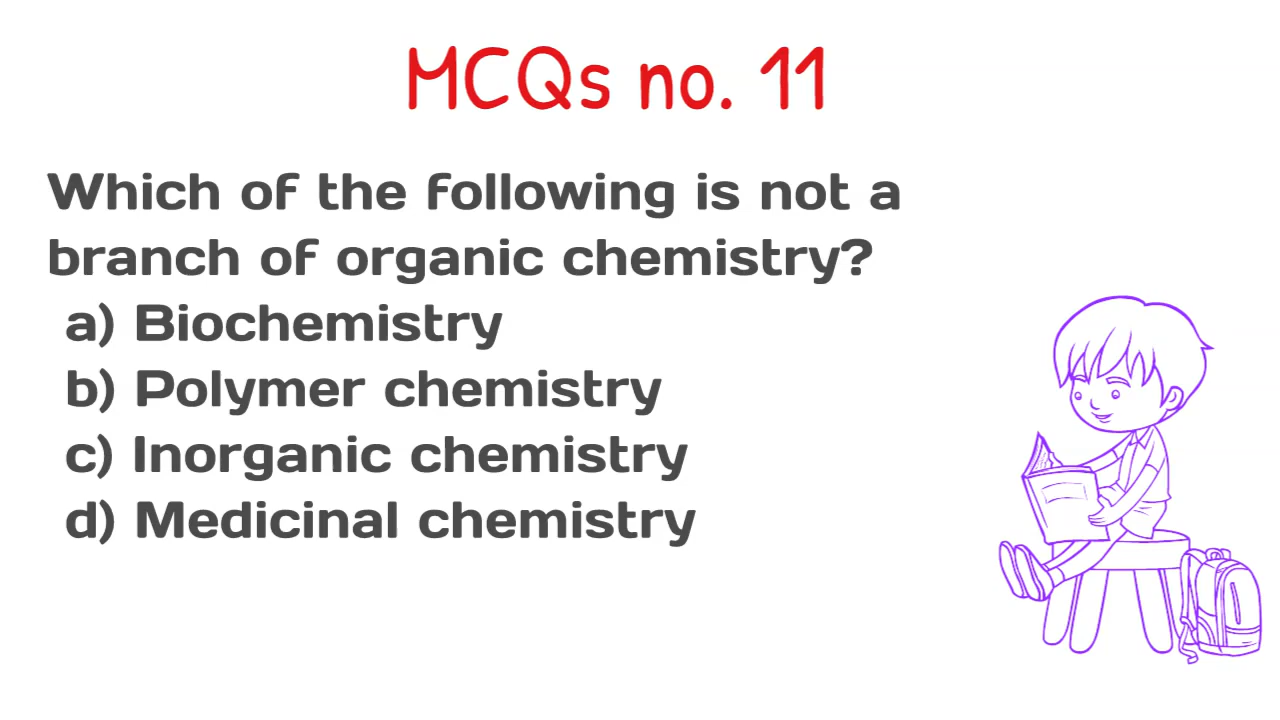 MCQs no. 11
Which of the following is not a
branch of organic chemistry?
a) Biochemistry
b) Polymer chemistry
c) Inorganic chemistry
d) Medicinal chemistry